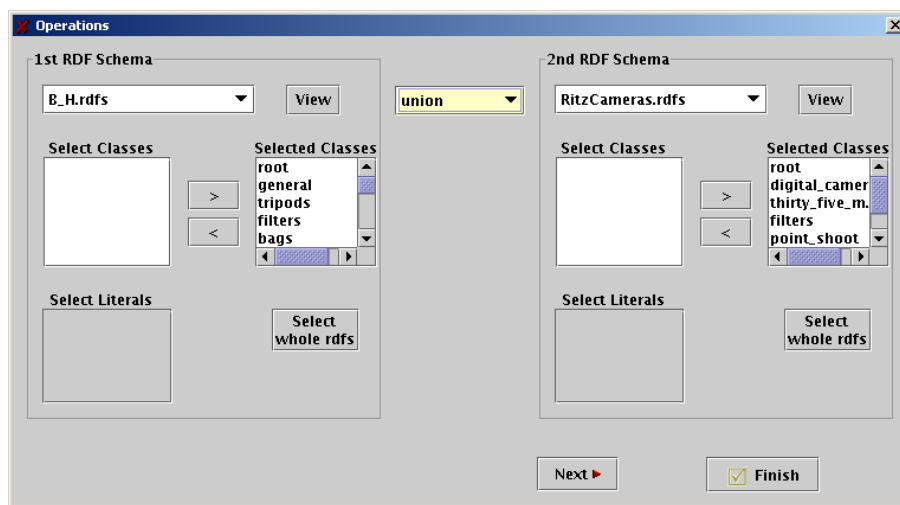 Operations
1st RDF Schema
B_H.rdfs
View
Select Classes
Selected Classes
root
general
tripods
filters
bags
>
<
Select Literals
Select
whole rdfs
union
2nd RDF Schema
RitzCameras.rdfs
View
Select Classes
Selected Classes
root
digital_camer
thirty_five_m.
filters
point_shoot
>
<
Select Literals
Select
whole rdfs
Next
Finish